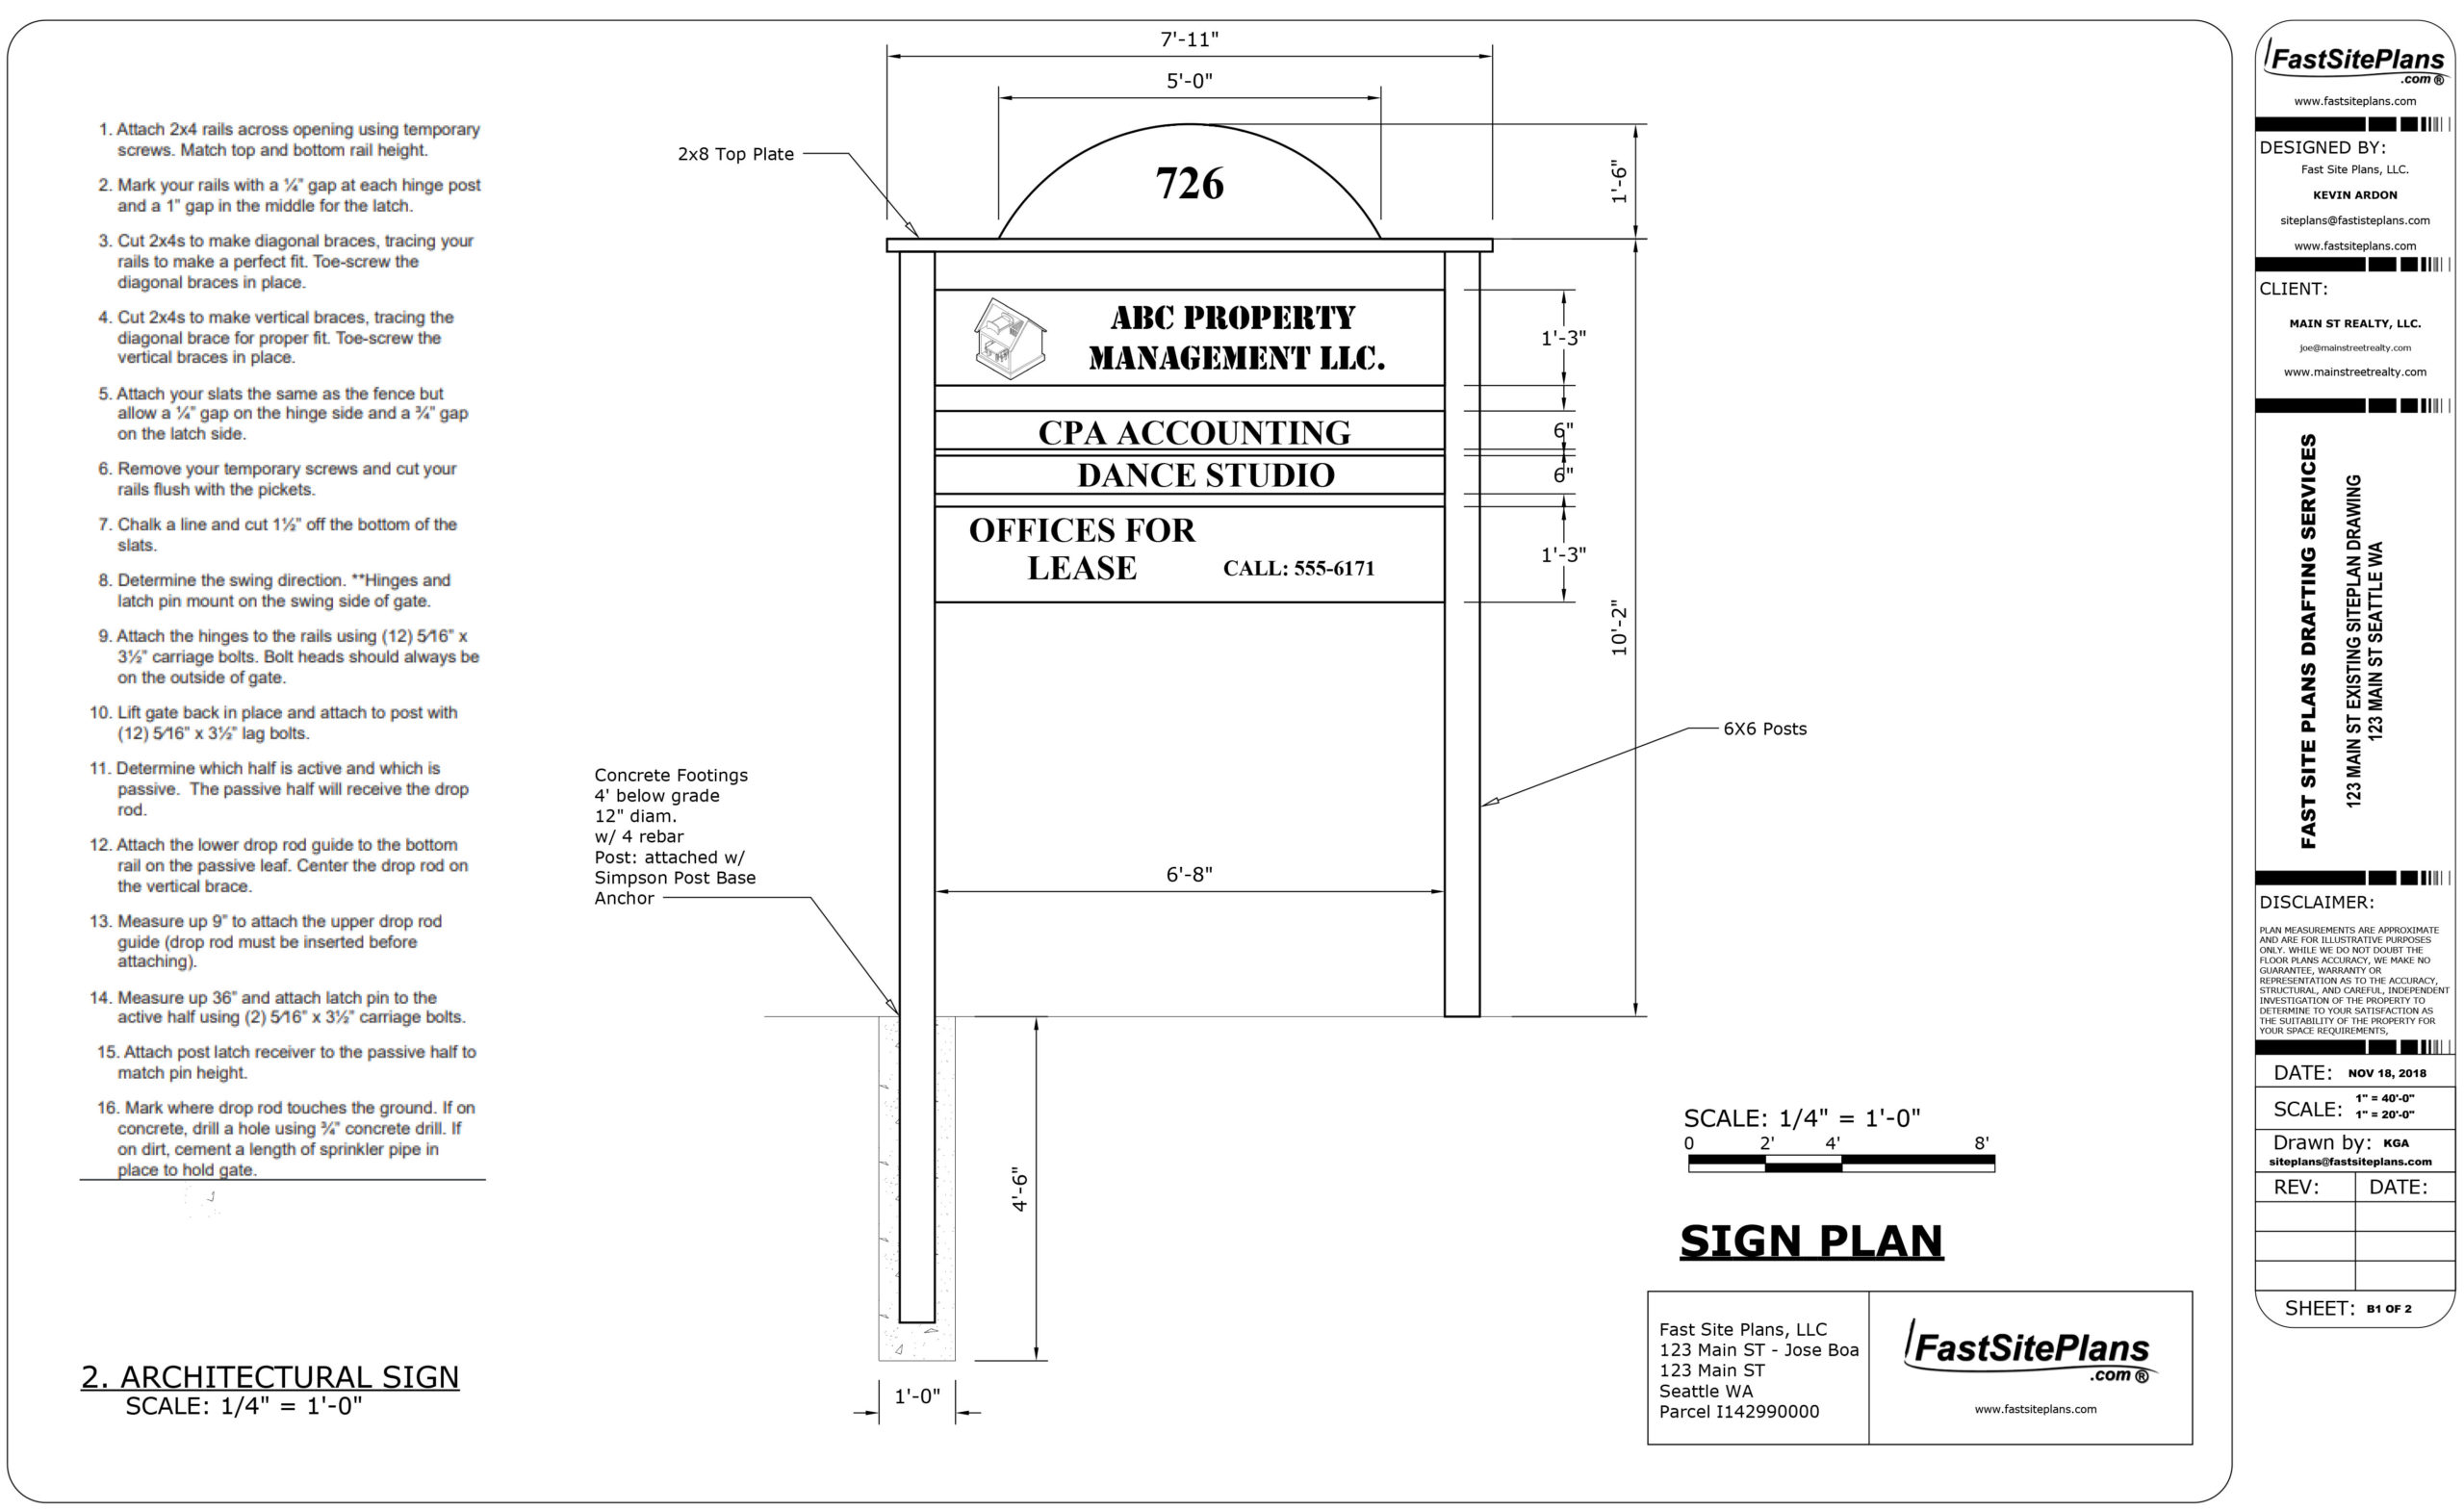 1. Attach 2x4 rails across opening using temporary
screws. Match top and bottom rail height.
2. Mark your rails with a ¼" gap at each hinge post
and a 1" gap in the middle for the latch.
3. Cut 2x4s to make diagonal braces, tracing your
rails to make a perfect fit. Toe-screw the
diagonal braces in place.
4. Cut 2x4s to make vertical braces, tracing the
diagonal brace for proper fit. Toe-screw the
vertical braces in place.
5. Attach your slats the same as the fence but
allow a ¼" gap on the hinge side and a ¾" gap
on the latch side.
6. Remove your temporary screws and cut your
rails flush with the pickets.
7. Chalk a line and cut 1½" off the bottom of the
slats.
8. Determine the swing direction. **Hinges and
latch pin mount on the swing side of gate.
9. Attach the hinges to the rails using (12) 5⁄16" x
3½" carriage bolts. Bolt heads should always be
on the outside of gate.
10. Lift gate back in place and attach to post with
(12) 5⁄16" x 3½" lag bolts.
11. Determine which half is active and which is
passive. The passive half will receive the drop
rod.
12. Attach the lower drop rod guide to the bottom
rail on the passive leaf. Center the drop rod on
the vertical brace.
13. Measure up 9" to attach the upper drop rod
guide (drop rod must be inserted before
attaching).
14. Measure up 36" and attach latch pin to the
active half using (2) 5⁄16" x 3½" carriage bolts.
15. Attach post latch receiver to the passive half to
match pin height.
16. Mark where drop rod touches the ground. If on
concrete, drill a hole using ¾" concrete drill. If
on dirt, cement a length of sprinkler pipe in
place to hold gate.
2. ARCHITECTURAL SIGN
SCALE: 1/4" = 1'-0"
7'-11"
5'-0"
2x8 Top Plate
726
1'-6"
ABC PROPERTY
MANAGEMENT LLC.
1'-3"
CPA ACCOUNTING
6"
DANCE STUDIO
6"
OFFICES FOR
LEASE
CALL: 555-6171
1'-3"
10'-2"
6X6 Posts
Concrete Footings
4' below grade
12" diam.
w/ 4 rebar
Post: attached w/
Simpson Post Base
Anchor
6'-8"
4'-6"
1'-0"
SCALE: 1/4" = 1'-0"
0 2' 4' 8'
SIGN PLAN
Fast Site Plans, LLC
123 Main ST - Jose Boa
123 Main ST
Seattle WA
Parcel I142990000
FastSitePlans
.com ®
www.fastsiteplans.com
FastSitePlans
.com ®
www.fastsiteplans.com
DESIGNED BY:
Fast Site Plans, LLC.
KEVIN ARDON
siteplans@fastisteplans.com
www.fastsiteplans.com
CLIENT:
MAIN ST REALTY, LLC.
joe@mainstreetrealty.com
www.mainstreetrealty.com
FAST SITE PLANS DRAFTING SERVICES
123 MAIN ST EXISTING SITEPLAN DRAWING
123 MAIN ST SEATTLE WA
DISCLAIMER:
PLAN MEASUREMENTS ARE APPROXIMATE
AND ARE FOR ILLUSTRATIVE PURPOSES
ONLY. WHILE WE DO NOT DOUBT THE
FLOOR PLANS ACCURACY, WE MAKE NO
GUARANTEE, WARRANTY OR
REPRESENTATION AS TO THE ACCURACY,
STRUCTURAL, AND CAREFUL, INDEPENDENT
INVESTIGATION OF THE PROPERTY TO
DETERMINE TO YOUR SATISFACTION AS
THE SUITABILITY OF THE PROPERTY FOR
YOUR SPACE REQUIREMENTS,
DATE: NOV 18, 2018
SCALE: 1" = 40'-0"
1" = 20'-0"
Drawn by: KGA
siteplans@fastsiteplans.com
REV: DATE:
SHEET: B1 OF 2